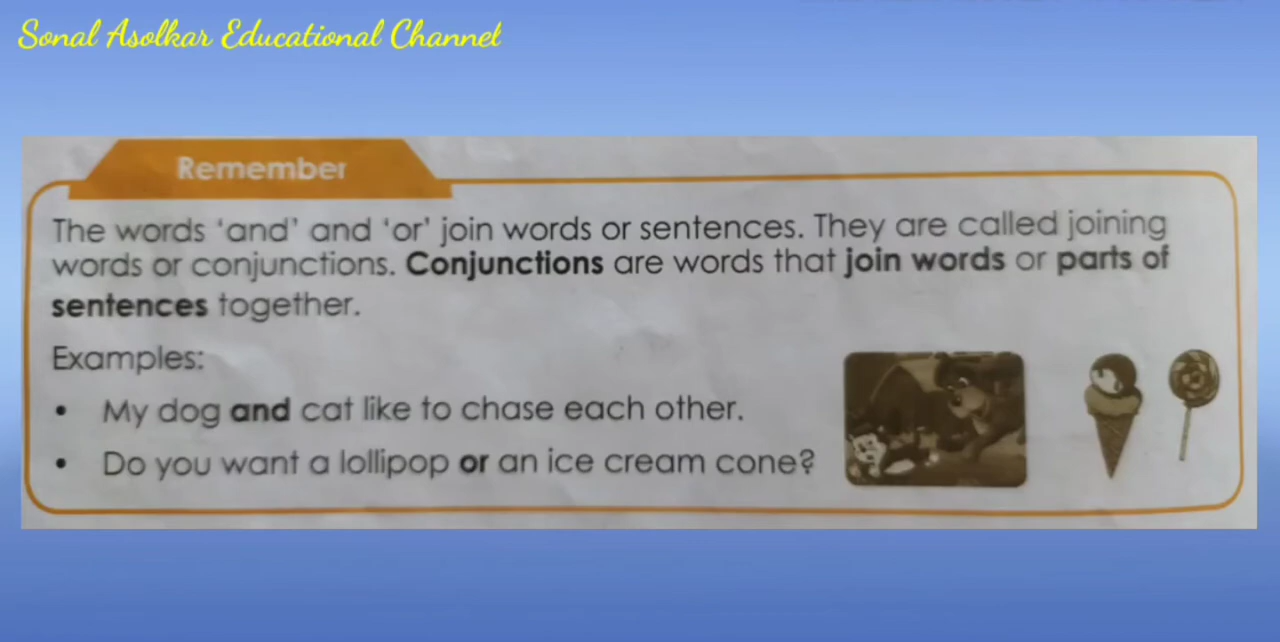 Sonal Asolkar Educational Channel
Remember
The words ‘and’ and ‘or’ join words or sentences. They are called joining
words or conjunctions. Conjunctions are words that join words or parts of
sentences together.
Examples:
• My dog and cat like to chase each other.
• Do you want a lollipop or an ice cream cone?